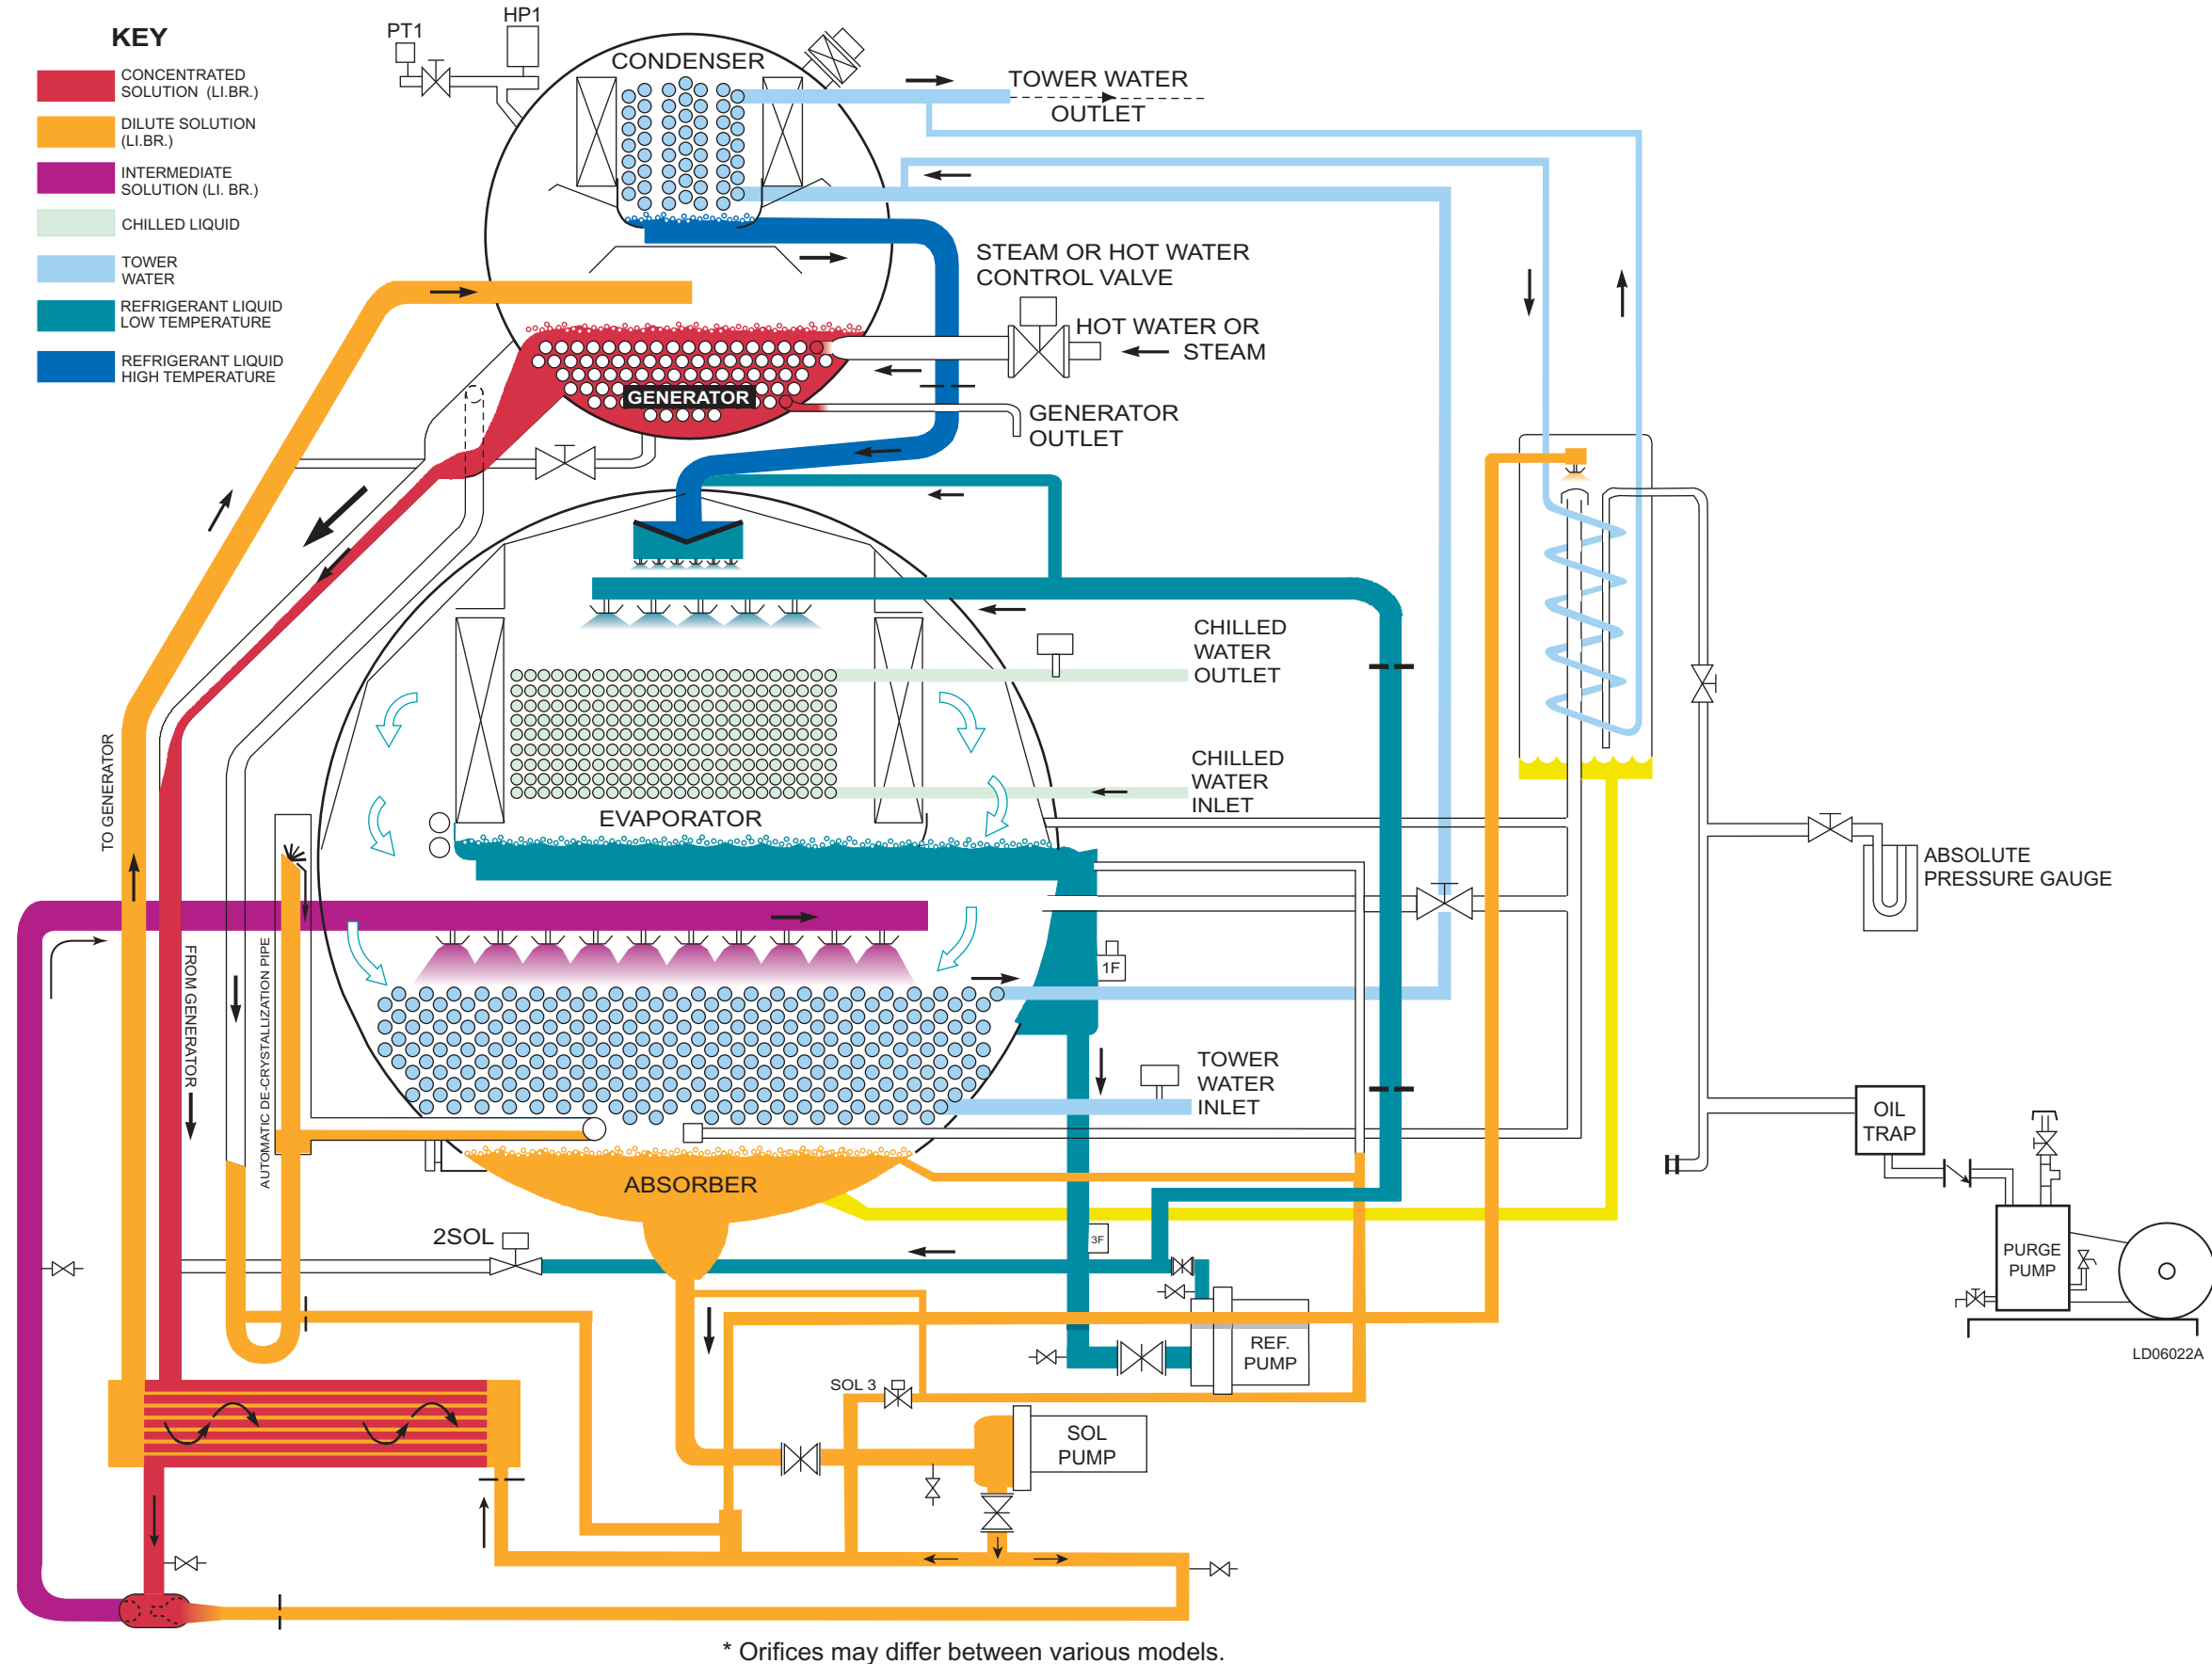 KEY
CONCENTRATED
SOLUTION (LI.BR.)
DILUTE SOLUTION
(LI.BR.)
INTERMEDIATE
SOLUTION (LI. BR.)
CHILLED LIQUID
TOWER
WATER
REFRIGERANT LIQUID
LOW TEMPERATURE
REFRIGERANT LIQUID
HIGH TEMPERATURE
PT1
HP1
CONDENSER
TOWER WATER
OUTLET
STEAM OR HOT WATER
CONTROL VALVE
HOT WATER OR
STEAM
GENERATOR
GENERATOR
OUTLET
CHILLED
WATER
OUTLET
CHILLED
WATER
INLET
EVAPORATOR
TO GENERATOR
FROM GENERATOR
AUTOMATIC DE-CRYSTALLIZATION PIPE
1F
TOWER
WATER
INLET
ABSORBER
2SOL
3F
REF.
PUMP
SOL 3
SOL
PUMP
ABSOLUTE
PRESSURE GAUGE
OIL
TRAP
PURGE
PUMP
LD06022A
* Orifices may differ between various models.